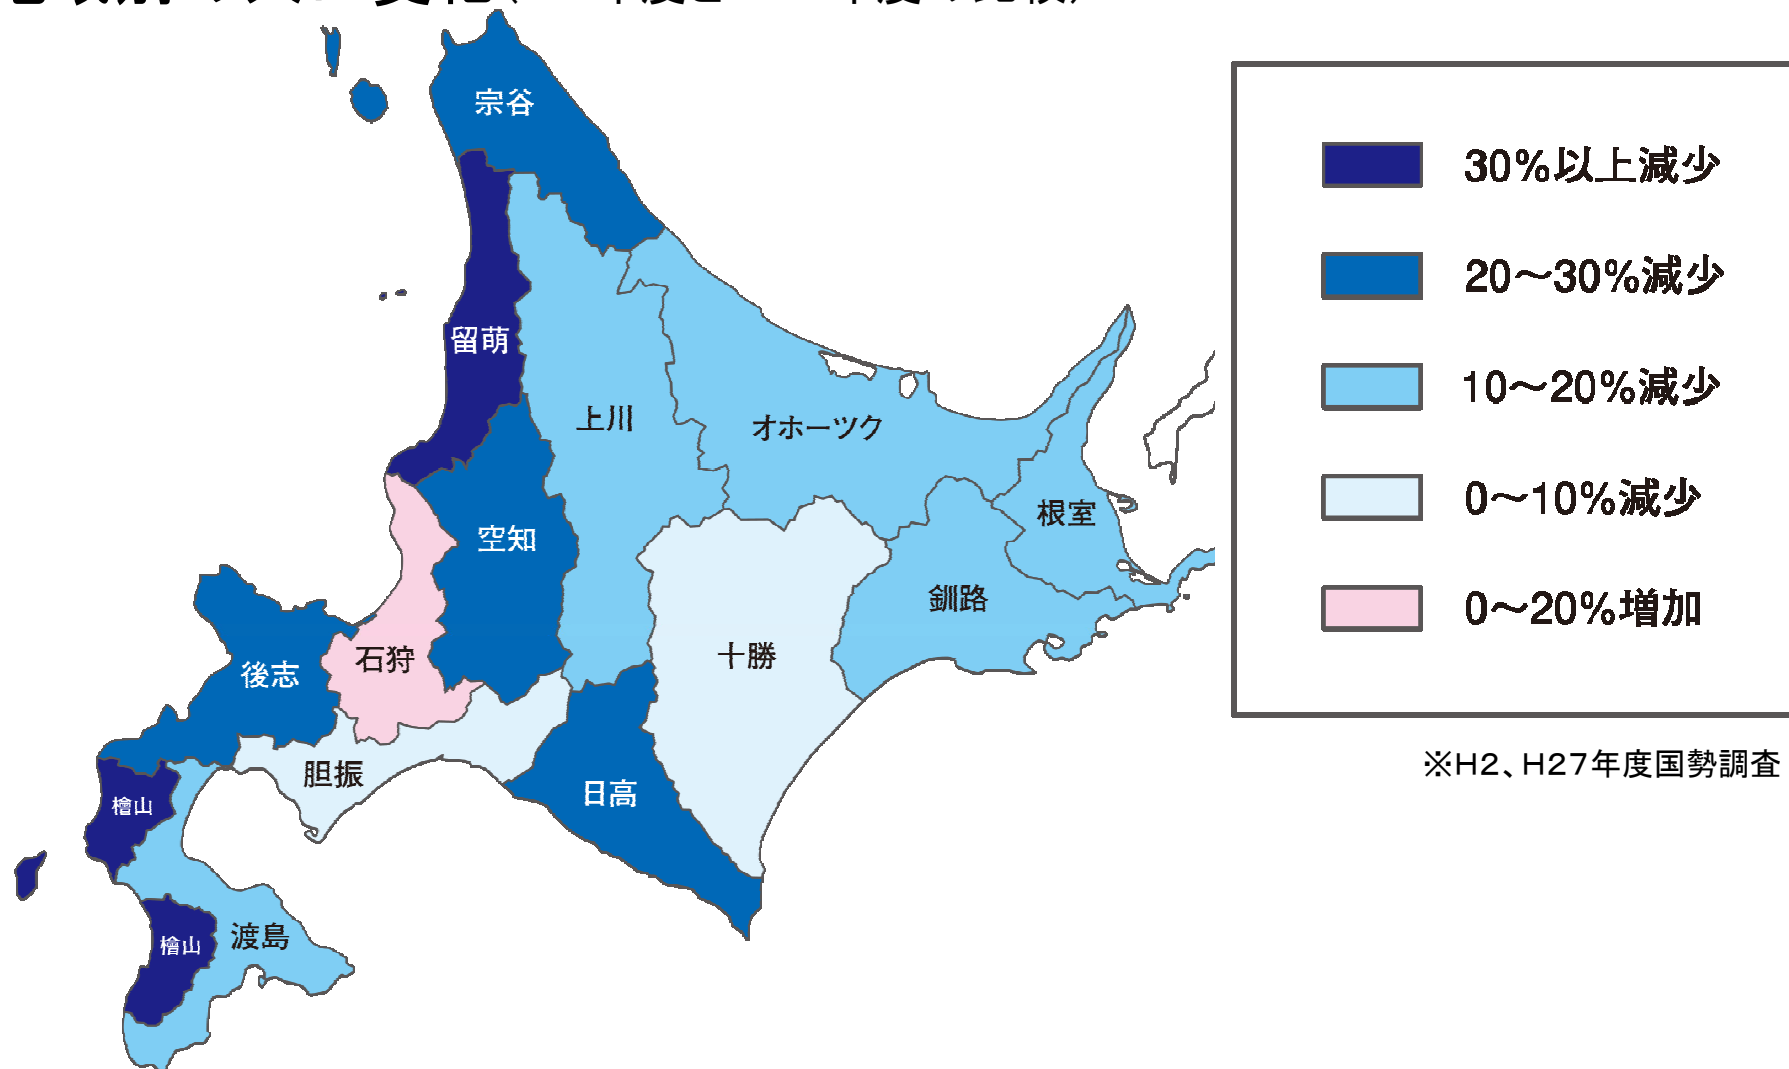 宗谷
留萌
上川
オホーツク
空知
根室
釧路
石狩
十勝
後志
胆振
日高
檜山
檜山
渡島
30%以上減少
20～30%減少
10～20%減少
0～10%減少
0～20%増加
※H2、H27年度国勢調査